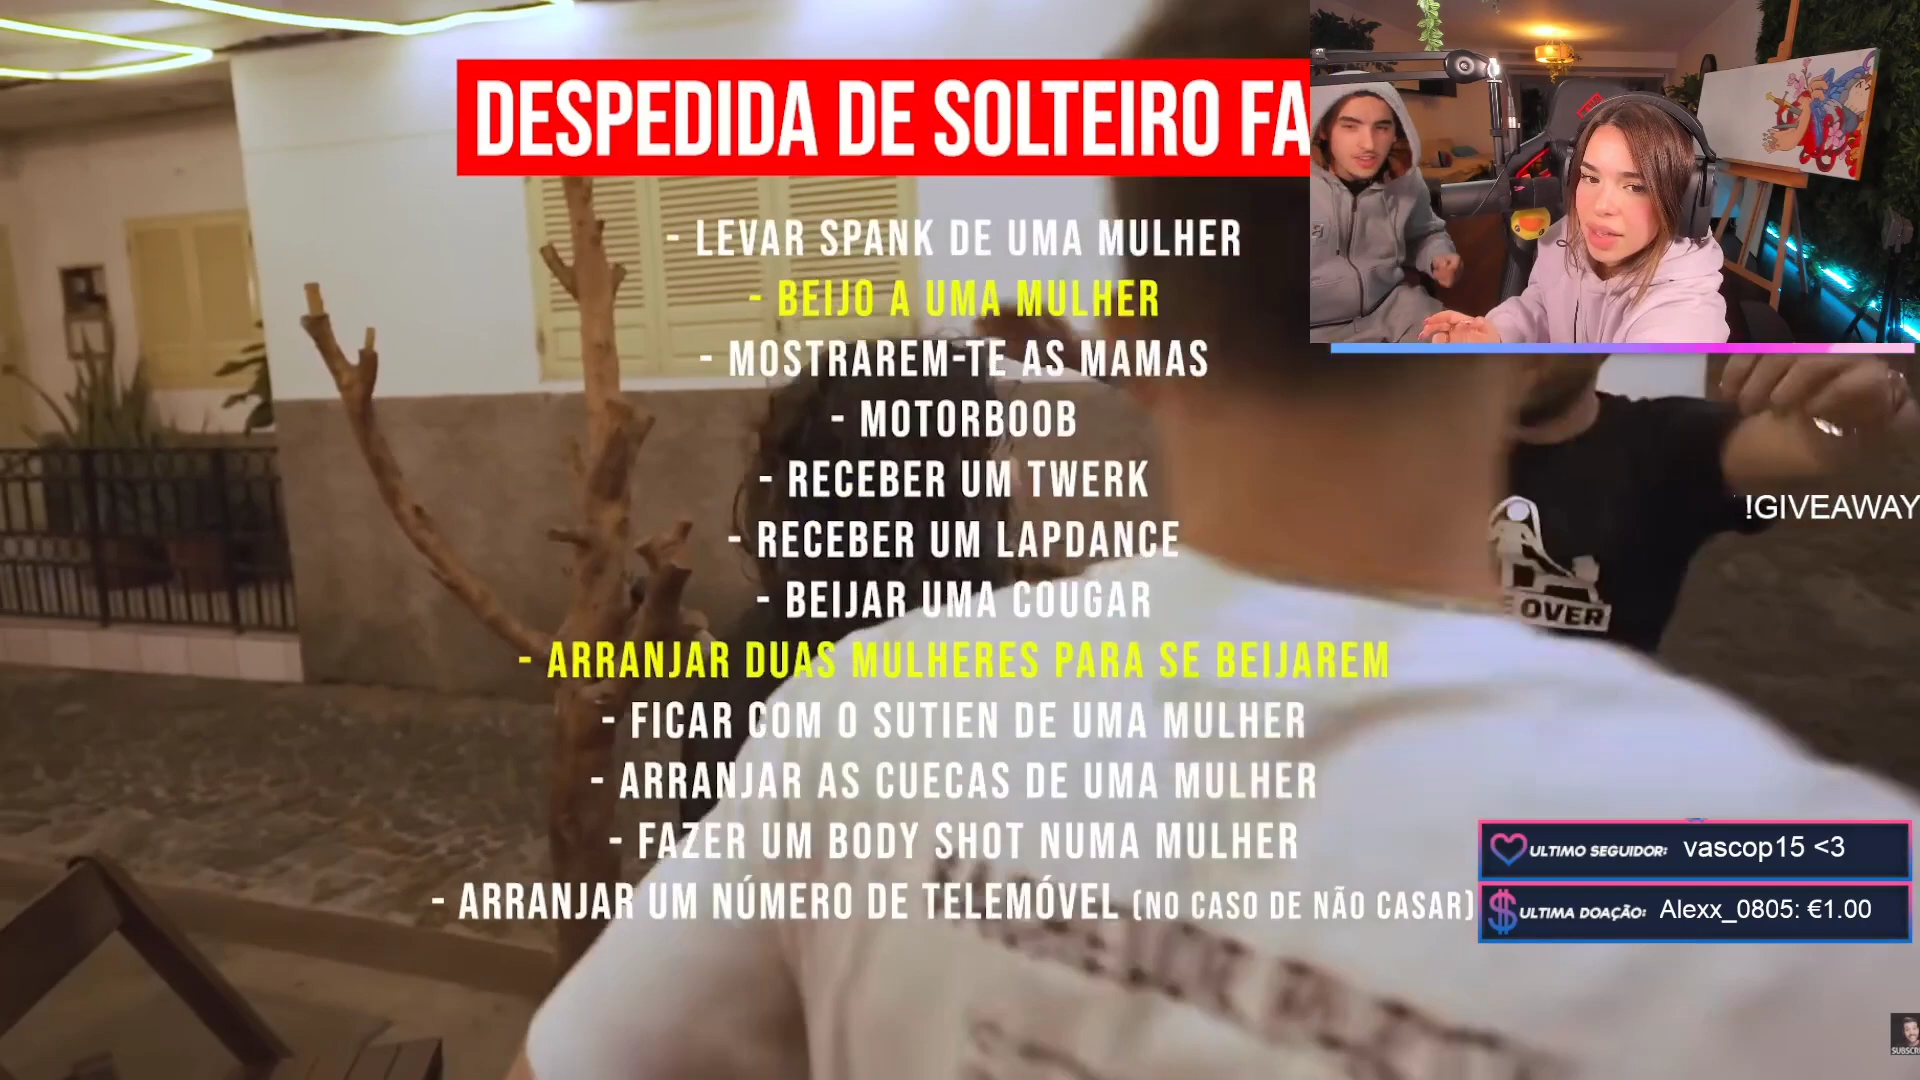 DESPEDIDA DE SOLTEIRO FA
- LEVAR SPANK DE UMA MULHER
- BEIJO A UMA MULHER
- MOSTRAREM-TE AS MAMAS
- MOTORBOOB
- RECEBER UM TWERK
- RECEBER UM LAPDANCE
- BEIJAR UMA COUGAR
- ARRANJAR DUAS MULHERES PARA SE BEIJAREM
- FICAR COM O SUTIEN DE UMA MULHER
- ARRANJAR AS CUECAS DE UMA MULHER
- FAZER UM BODY SHOT NUMA MULHER
- ARRANJAR UM NÚMERO DE TELEMÓVEL (NO CASO DE NÃO CASAR)
!GIVEAWAY
OVER
ULTIMO SEGUIDOR: vascop15 <3
ULTIMA DOAÇÃO: Alexx_0805: €1.00